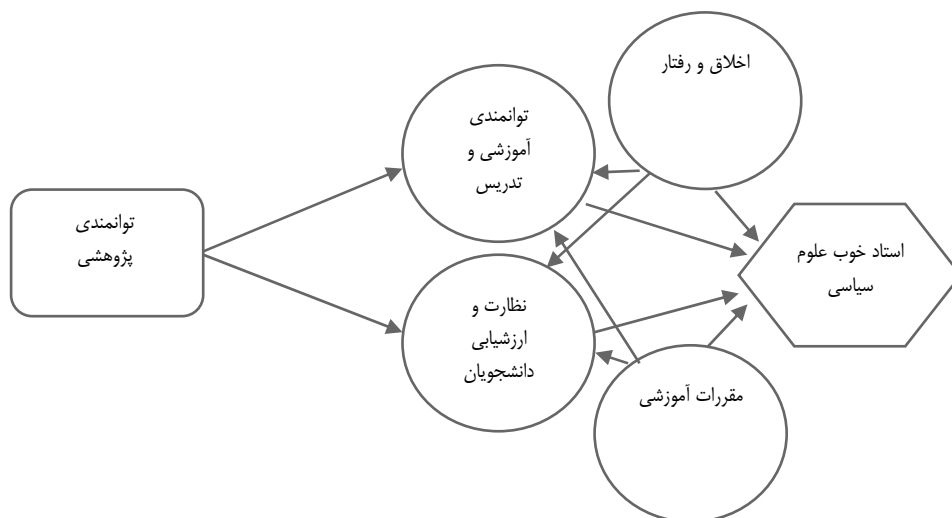 اخلاق و رفتار
توانمندی
آموزشی و
تدریس
توانمندی
پژوهشی
استاد خوب علوم
سیاسی
نظارت و
ارزشیابی
دانشجویان
مقررات آموزشی